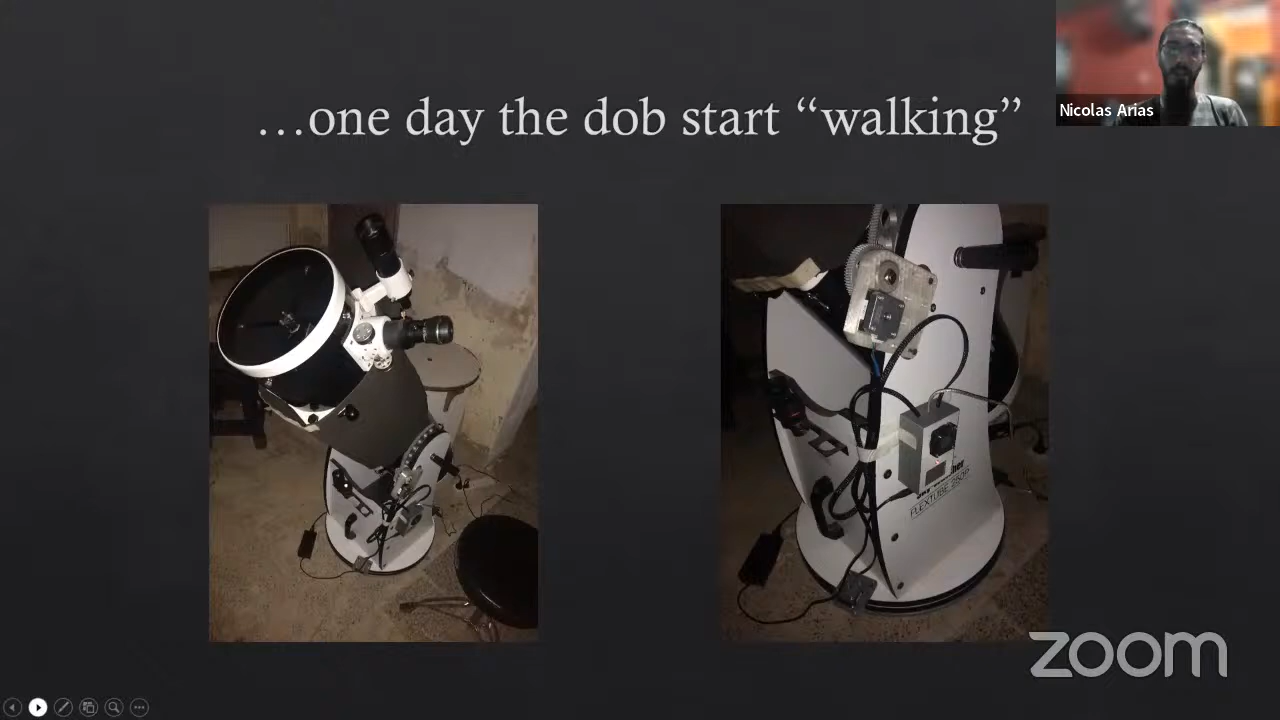 …one day the dob start “walking”
Nicolas Arias
FLEXTUBE 250P
zoom